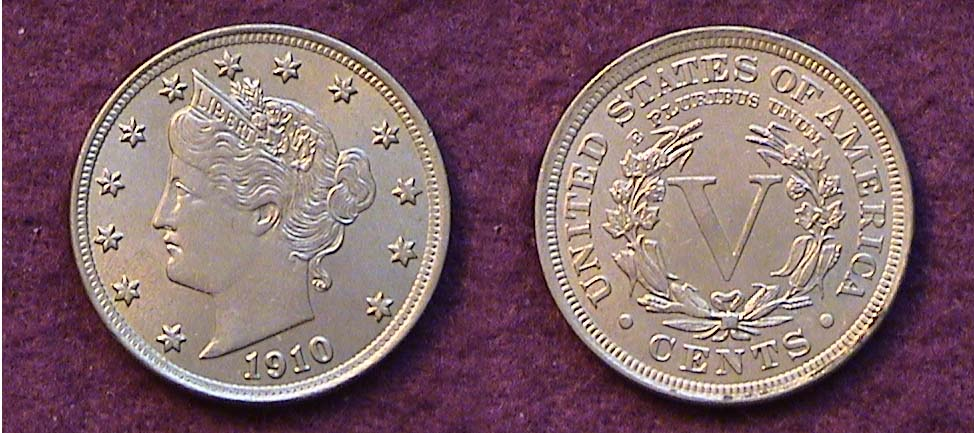 LIBERTY
1910
UNITED STATES OF AMERICA
E PLURIBUS UNUM
V
CENTS